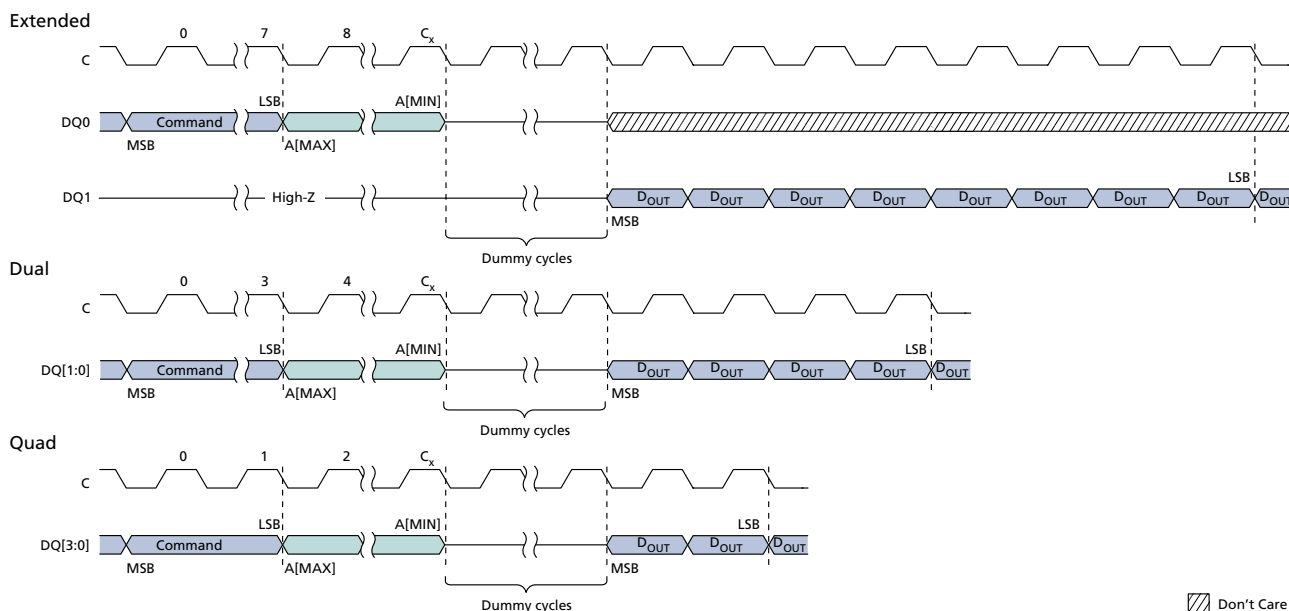 Extended
0 7 8 Cx
C
LSB A[MIN]
DQ0 Command
MSB A[MAX]
LSB
DQ1 High-Z DOUT DOUT DOUT DOUT DOUT DOUT DOUT DOUT DOUT
MSB
Dummy cycles
Dual
0 3 4 Cx
C
LSB A[MIN] LSB
DQ[1:0] Command DOUT DOUT DOUT DOUT DOUT
MSB A[MAX] MSB
Dummy cycles
Quad
0 1 2 Cx
C
LSB A[MIN] LSB
DQ[3:0] Command DOUT DOUT DOUT
MSB A[MAX] MSB
Dummy cycles
Don't Care